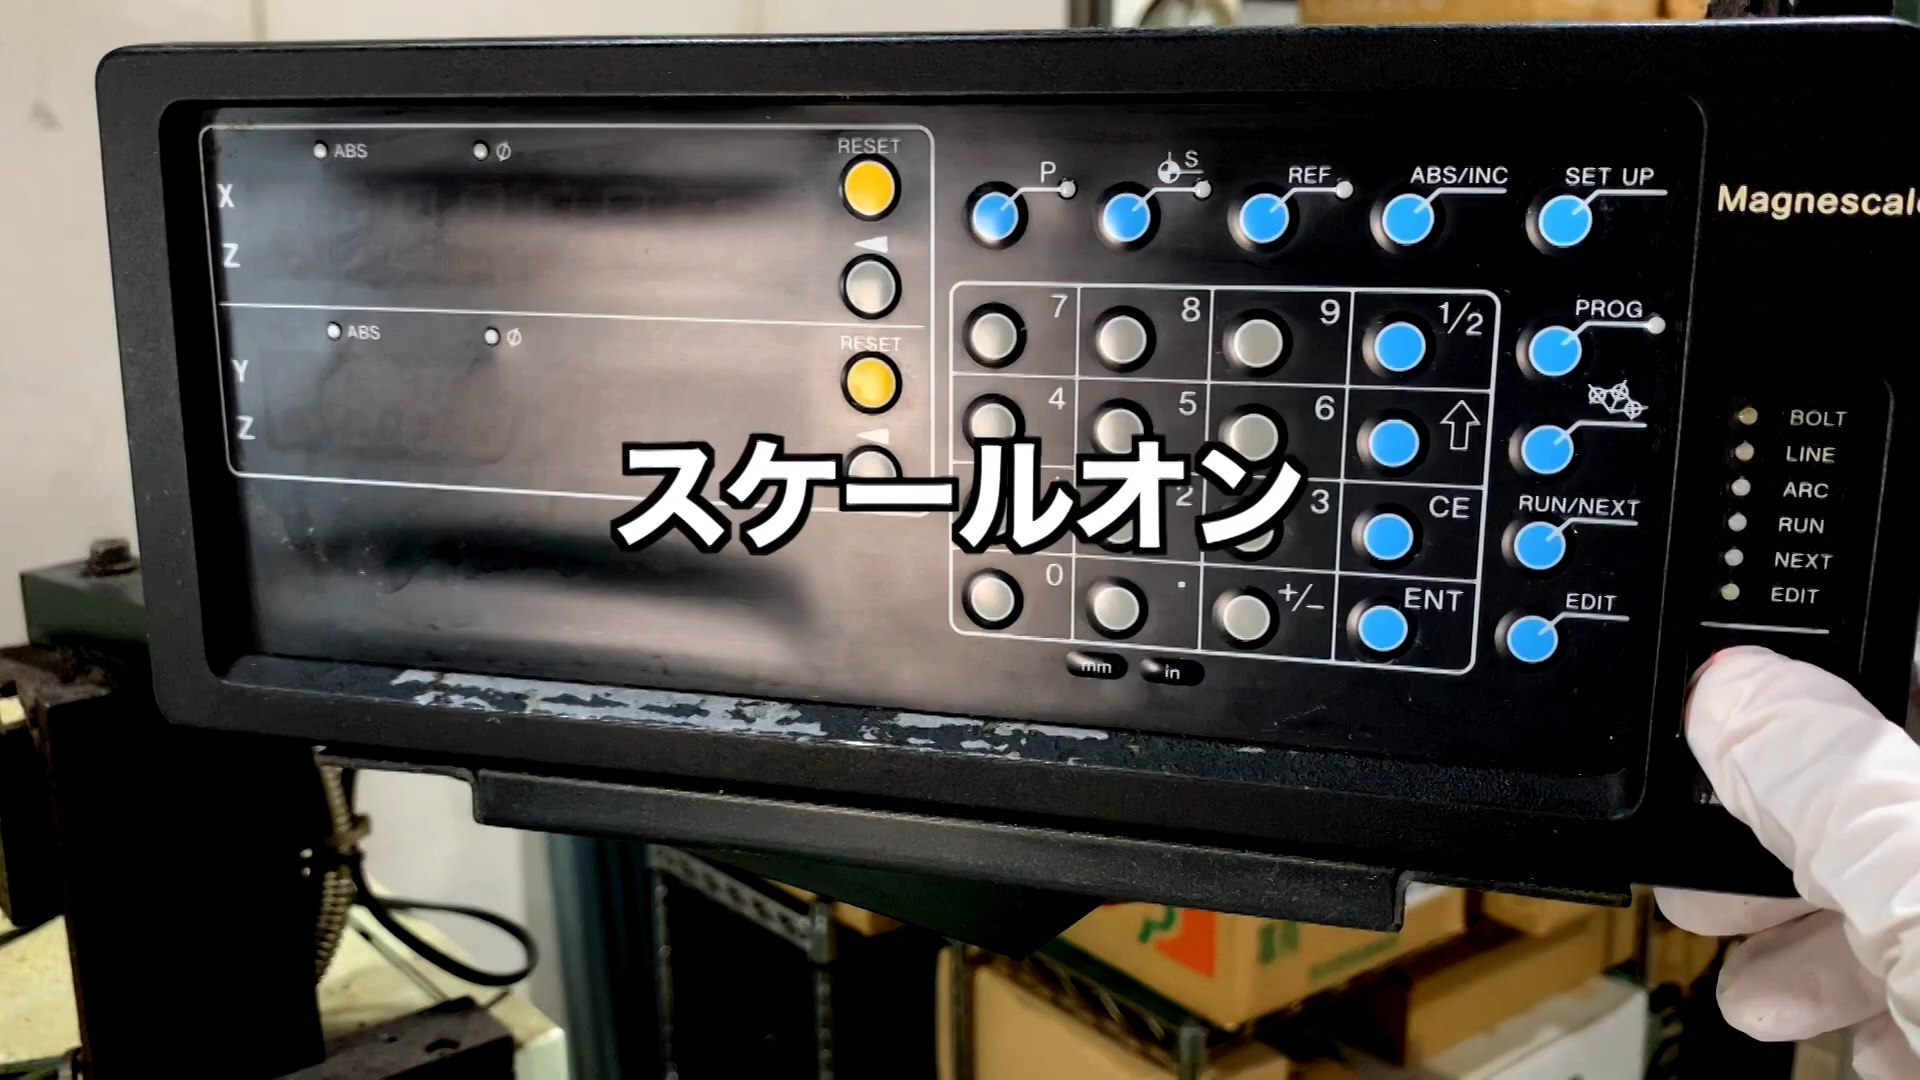 ABS Ø RESET
X
Z
ABS Ø RESET
Y
Z
P S REF ABS/INC SET UP
Magnescale
7 8 9 1/2 PROG
4 5 6
2 3 CE RUN/NEXT
0 . +/- ENT EDIT
mm in
BOLT
LINE
ARC
RUN
NEXT
EDIT
スケールオン